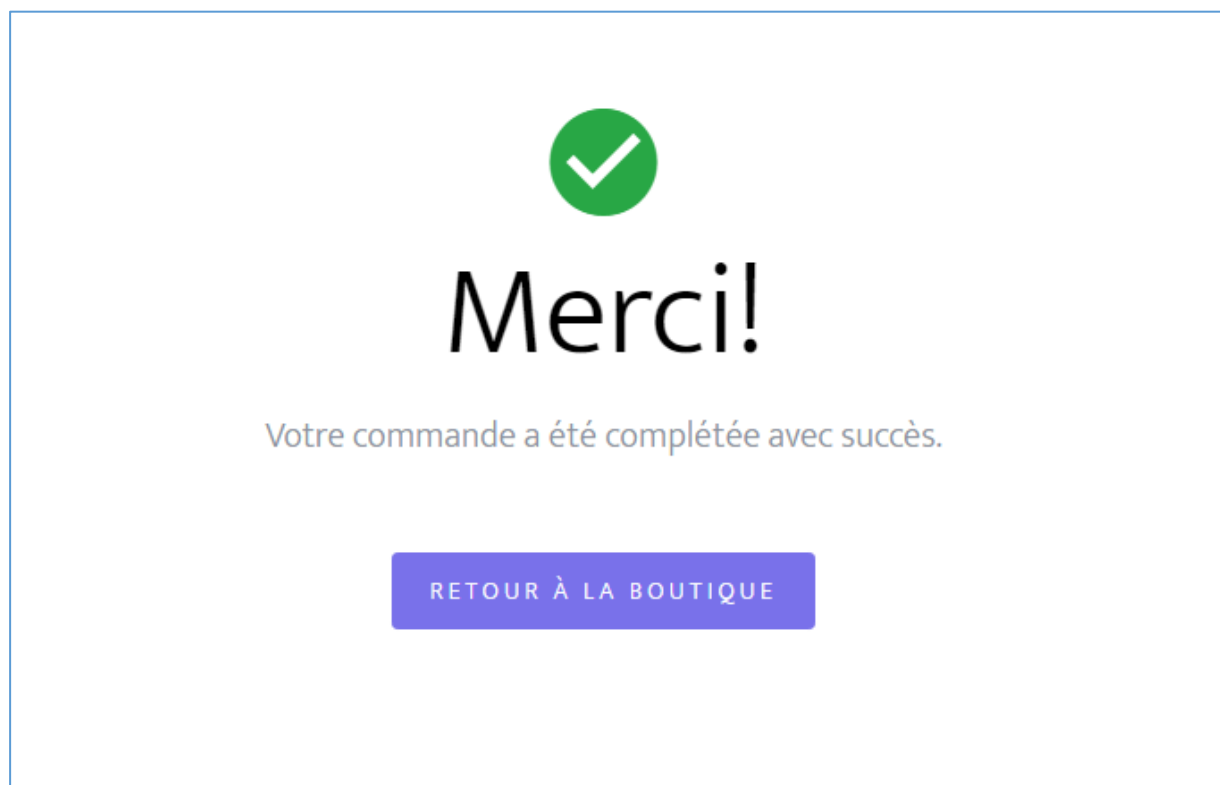 Merci!
Votre commande a été complétée avec succès.
RETOUR À LA BOUTIQUE